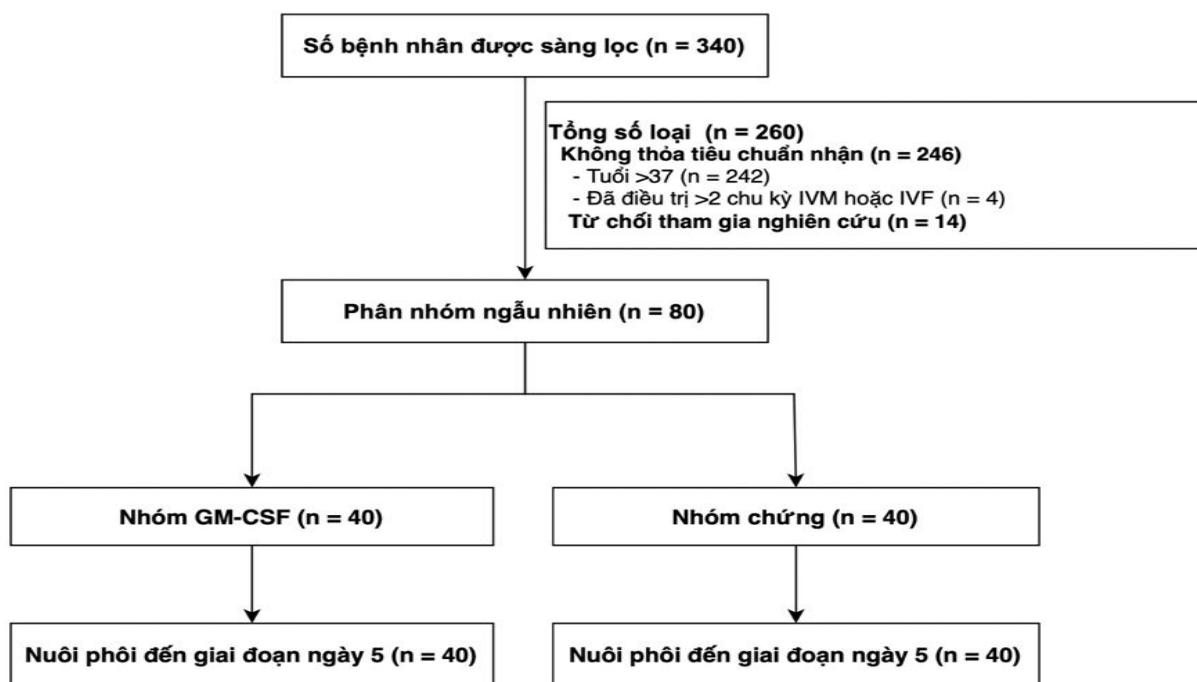 Số bệnh nhân được sàng lọc (n = 340)
Tổng số loại (n = 260)
Không thỏa tiêu chuẩn nhận (n = 246)
- Tuổi >37 (n = 242)
- Đã điều trị >2 chu kỳ IVM hoặc IVF (n = 4)
Từ chối tham gia nghiên cứu (n = 14)
Phân nhóm ngẫu nhiên (n = 80)
Nhóm GM-CSF (n = 40)
Nhóm chứng (n = 40)
Nuôi phôi đến giai đoạn ngày 5 (n = 40)
Nuôi phôi đến giai đoạn ngày 5 (n = 40)